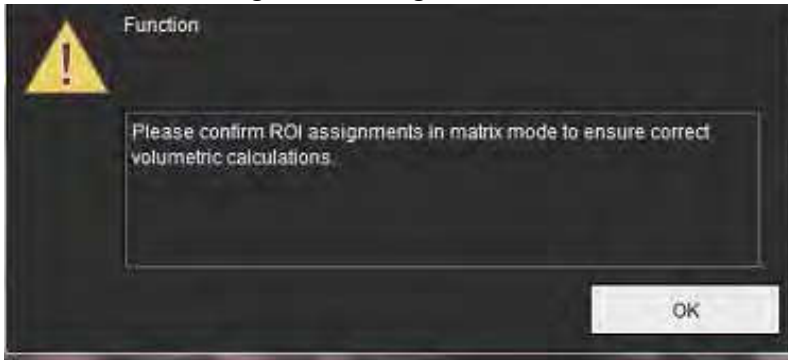 Function
Please confirm ROI assignments in matrix mode to ensure correct
volumetric calculations.
OK